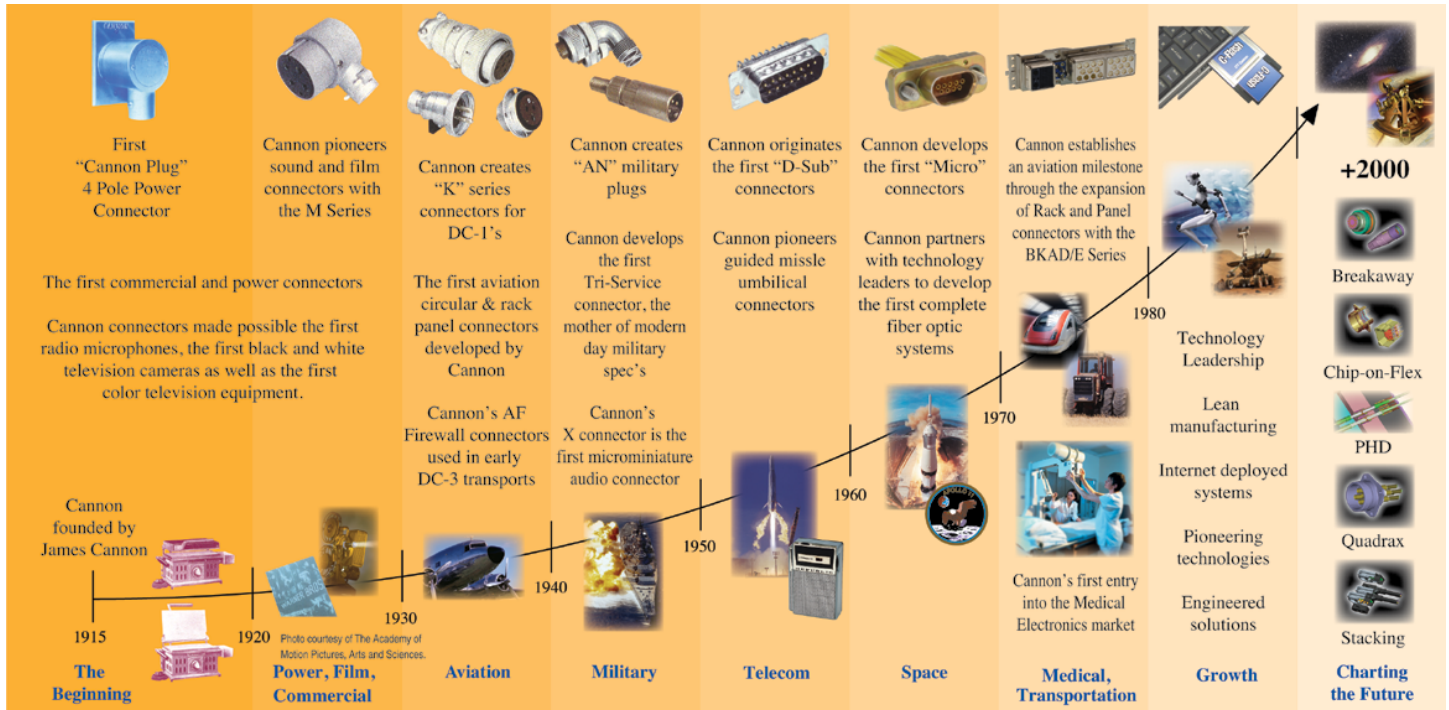 First
“Cannon Plug”
4 Pole Power
Connector
Cannon pioneers
sound and film
connectors with
the M Series
The first commercial and power connectors
Cannon connectors made possible the first
radio microphones, the first black and white
television cameras as well as the first
color television equipment.
Cannon
founded by
James Cannon
1915
The
Beginning
1920
Photo courtesy of The Academy of
Motion Pictures, Arts and Sciences.
Power, Film,
Commercial
Cannon creates
“K” series
connectors for
DC-1’s
The first aviation
circular & rack
panel connectors
developed by
Cannon
Cannon’s AF
Firewall connectors
used in early
DC-3 transports
1930
Aviation
Cannon creates
“AN” military
plugs
Cannon develops
the first
Tri-Service
connector, the
mother of modern
day military
spec’s
Cannon’s
X connector is the
first microminiature
audio connector
1940
Military
Cannon originates
the first “D-Sub”
connectors
Cannon pioneers
guided missle
umbilical
connectors
1950
Telecom
Cannon develops
the first “Micro”
connectors
Cannon partners
with technology
leaders to develop
the first complete
fiber optic
systems
1960
APOLLO 11
Space
Cannon establishes
an aviation milestone
through the expansion
of Rack and Panel
connectors with the
BKAD/E Series
1970
Cannon’s first entry
into the Medical
Electronics market
Medical,
Transportation
C-Flash
C-Flash
1980
Technology
Leadership
Lean
manufacturing
Internet deployed
systems
Pioneering
technologies
Engineered
solutions
Growth
+2000
Breakaway
Chip-on-Flex
PHD
Quadrax
Stacking
Charting
the Future